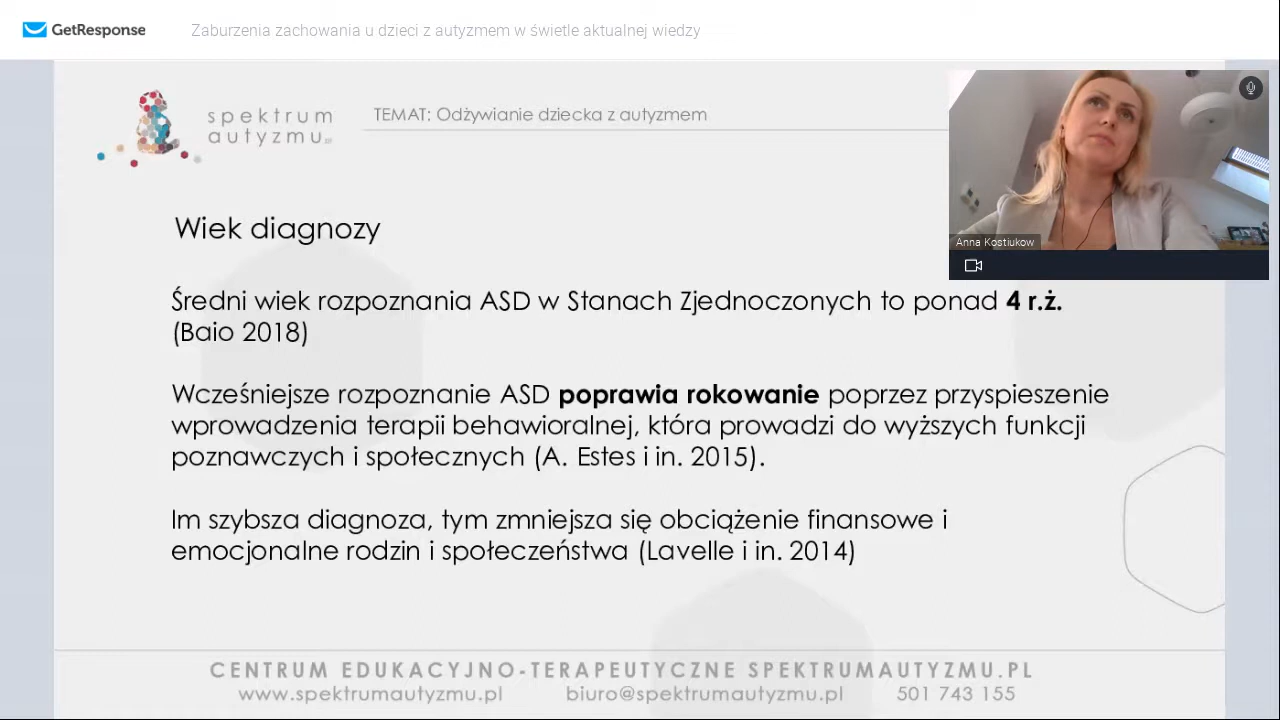 GetResponse
Zaburzenia zachowania u dzieci z autyzmem w świetle aktualnej wiedzy
spektrum
autyzmu.pl
TEMAT: Odżywianie dziecka z autyzmem
Anna Kostiukow
Wiek diagnozy
Średni wiek rozpoznania ASD w Stanach Zjednoczonych to ponad 4 r.ż.
(Baio 2018)
Wcześniejsze rozpoznanie ASD poprawia rokowanie poprzez przyspieszenie
wprowadzenia terapii behawioralnej, która prowadzi do wyższych funkcji
poznawczych i społecznych (A. Estes i in. 2015).
Im szybsza diagnoza, tym zmniejsza się obciążenie finansowe i
emocjonalne rodzin i społeczeństwa (Lavelle i in. 2014)
CENTRUM EDUKACYJNO-TERAPEUTYCZNE SPEKTRUMAUTYZMU.PL
www.spektrumautyzmu.pl biuro@spektrumautyzmu.pl 501 743 155